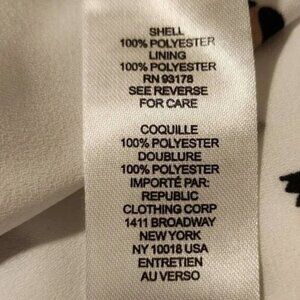 SHELL
100% POLYESTER
LINING
100% POLYESTER
RN 93178
SEE REVERSE
FOR CARE
COQUILLE
100% POLYESTER
DOUBLURE
100% POLYESTER
IMPORTÉ PAR:
REPUBLIC
CLOTHING CORP
1411 BROADWAY
NEW YORK
NY 10018 USA
ENTRETIEN
AU VERSO